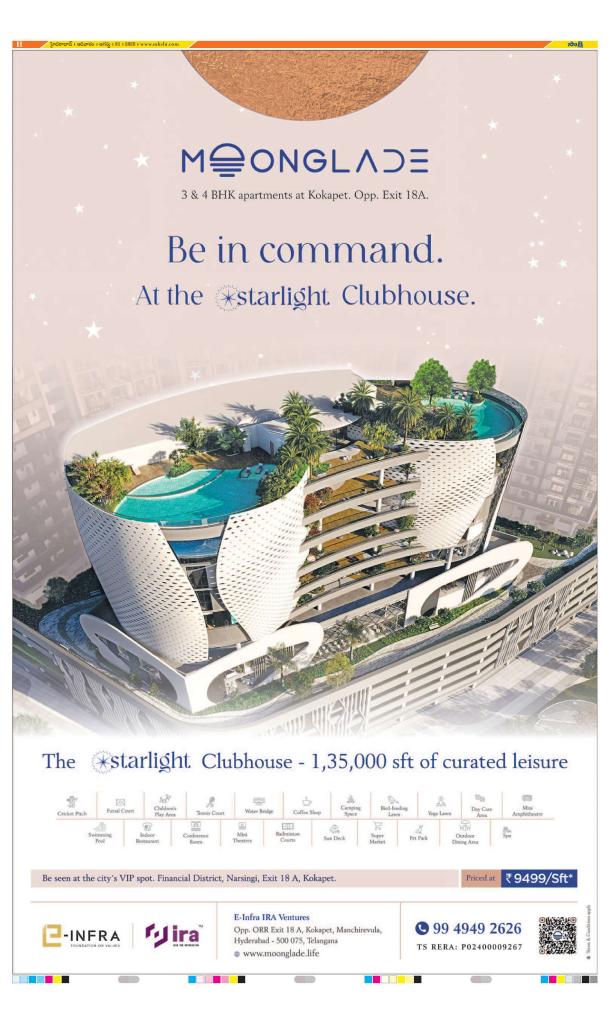 II
హైదరాబాద్ l ఆదివారం l
www.sakshi.com
సాక్షి
MOONGLADE
3 & 4 BHK apartments at Kokapet. Opp. Exit 18A.
Be in command.
At the starlight Clubhouse.
The starlight Clubhouse - 1,35,000 sft of curated leisure
Cricket Pitch
Futsal Court
Children's Play Area
Tennis Court
Water Bridge
Coffee Shop
Camping Space
Bird-feeding Lawn
Yoga Lawn
Day Care Area
Mini Amphitheatre
Swimming Pool
Indoor Restaurant
Conference Room
Mini Theatres
Badminton Courts
Sun Deck
Super Market
Pet Park
Outdoor Dining Area
Spa
Be seen at the city's VIP spot. Financial District, Narsingi, Exit 18 A, Kokapet.
Priced at ₹ 9499/Sft*
E-INFRA
FOUNDATION OF VALUES
ira™
E-Infra IRA Ventures
Opp. ORR Exit 18 A, Kokapet, Manchirevula,
Hyderabad - 500 075, Telangana
www.moonglade.life
99 4949 2626
TS RERA: P02400009267
* Terms & Conditions apply